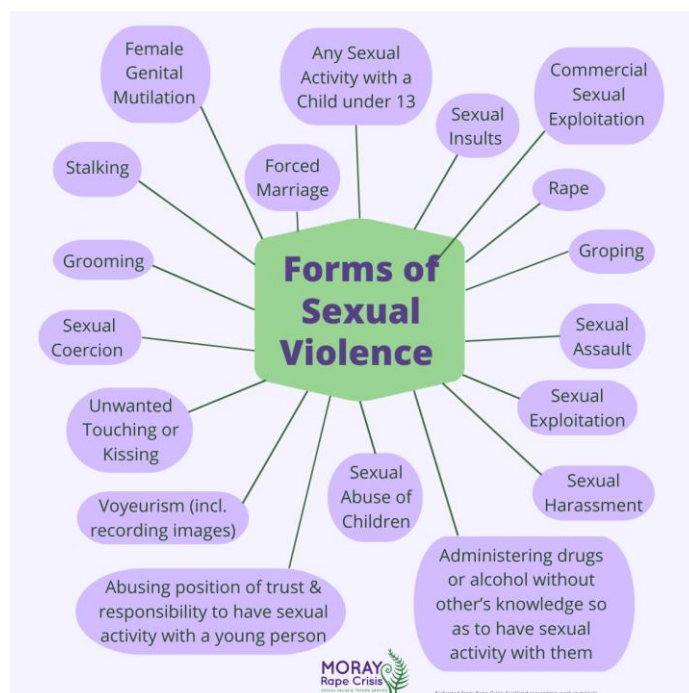 Female
Genital
Mutilation
Any Sexual
Activity with a
Child under 13
Commercial
Sexual
Exploitation
Sexual
Insults
Stalking
Forced
Marriage
Rape
Grooming
Forms of
Sexual
Violence
Groping
Sexual
Coercion
Sexual
Assault
Unwanted
Touching or
Kissing
Sexual
Exploitation
Voyeurism (incl.
recording images)
Sexual
Abuse of
Children
Sexual
Harassment
Abusing position of trust &
responsibility to have sexual
activity with a young person
Administering drugs
or alcohol without
other's knowledge so
as to have sexual
activity with them
MORAY
Rape Crisis